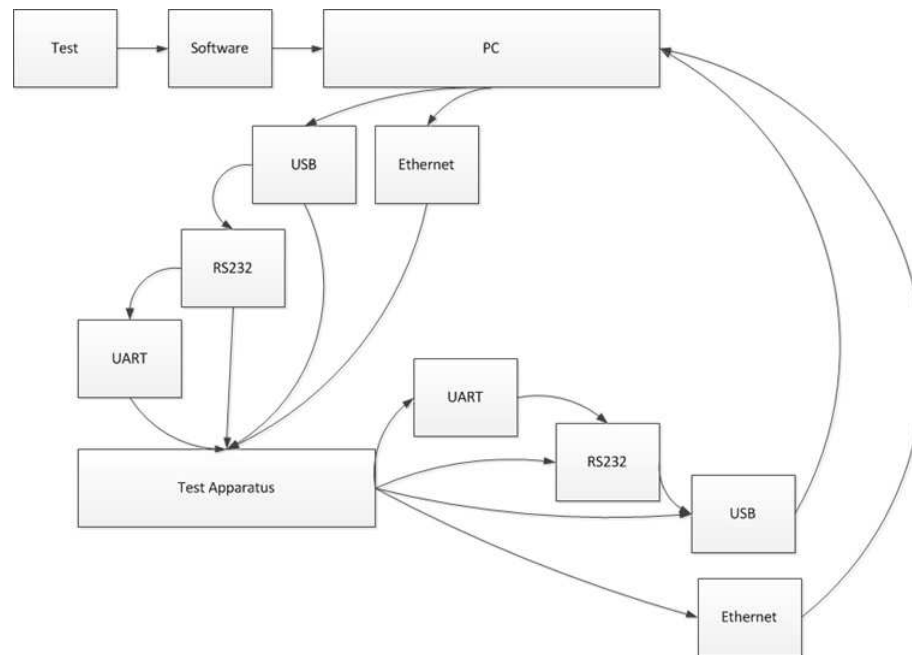 Test
Software
PC
USB
Ethernet
RS232
UART
UART
RS232
Test Apparatus
USB
Ethernet